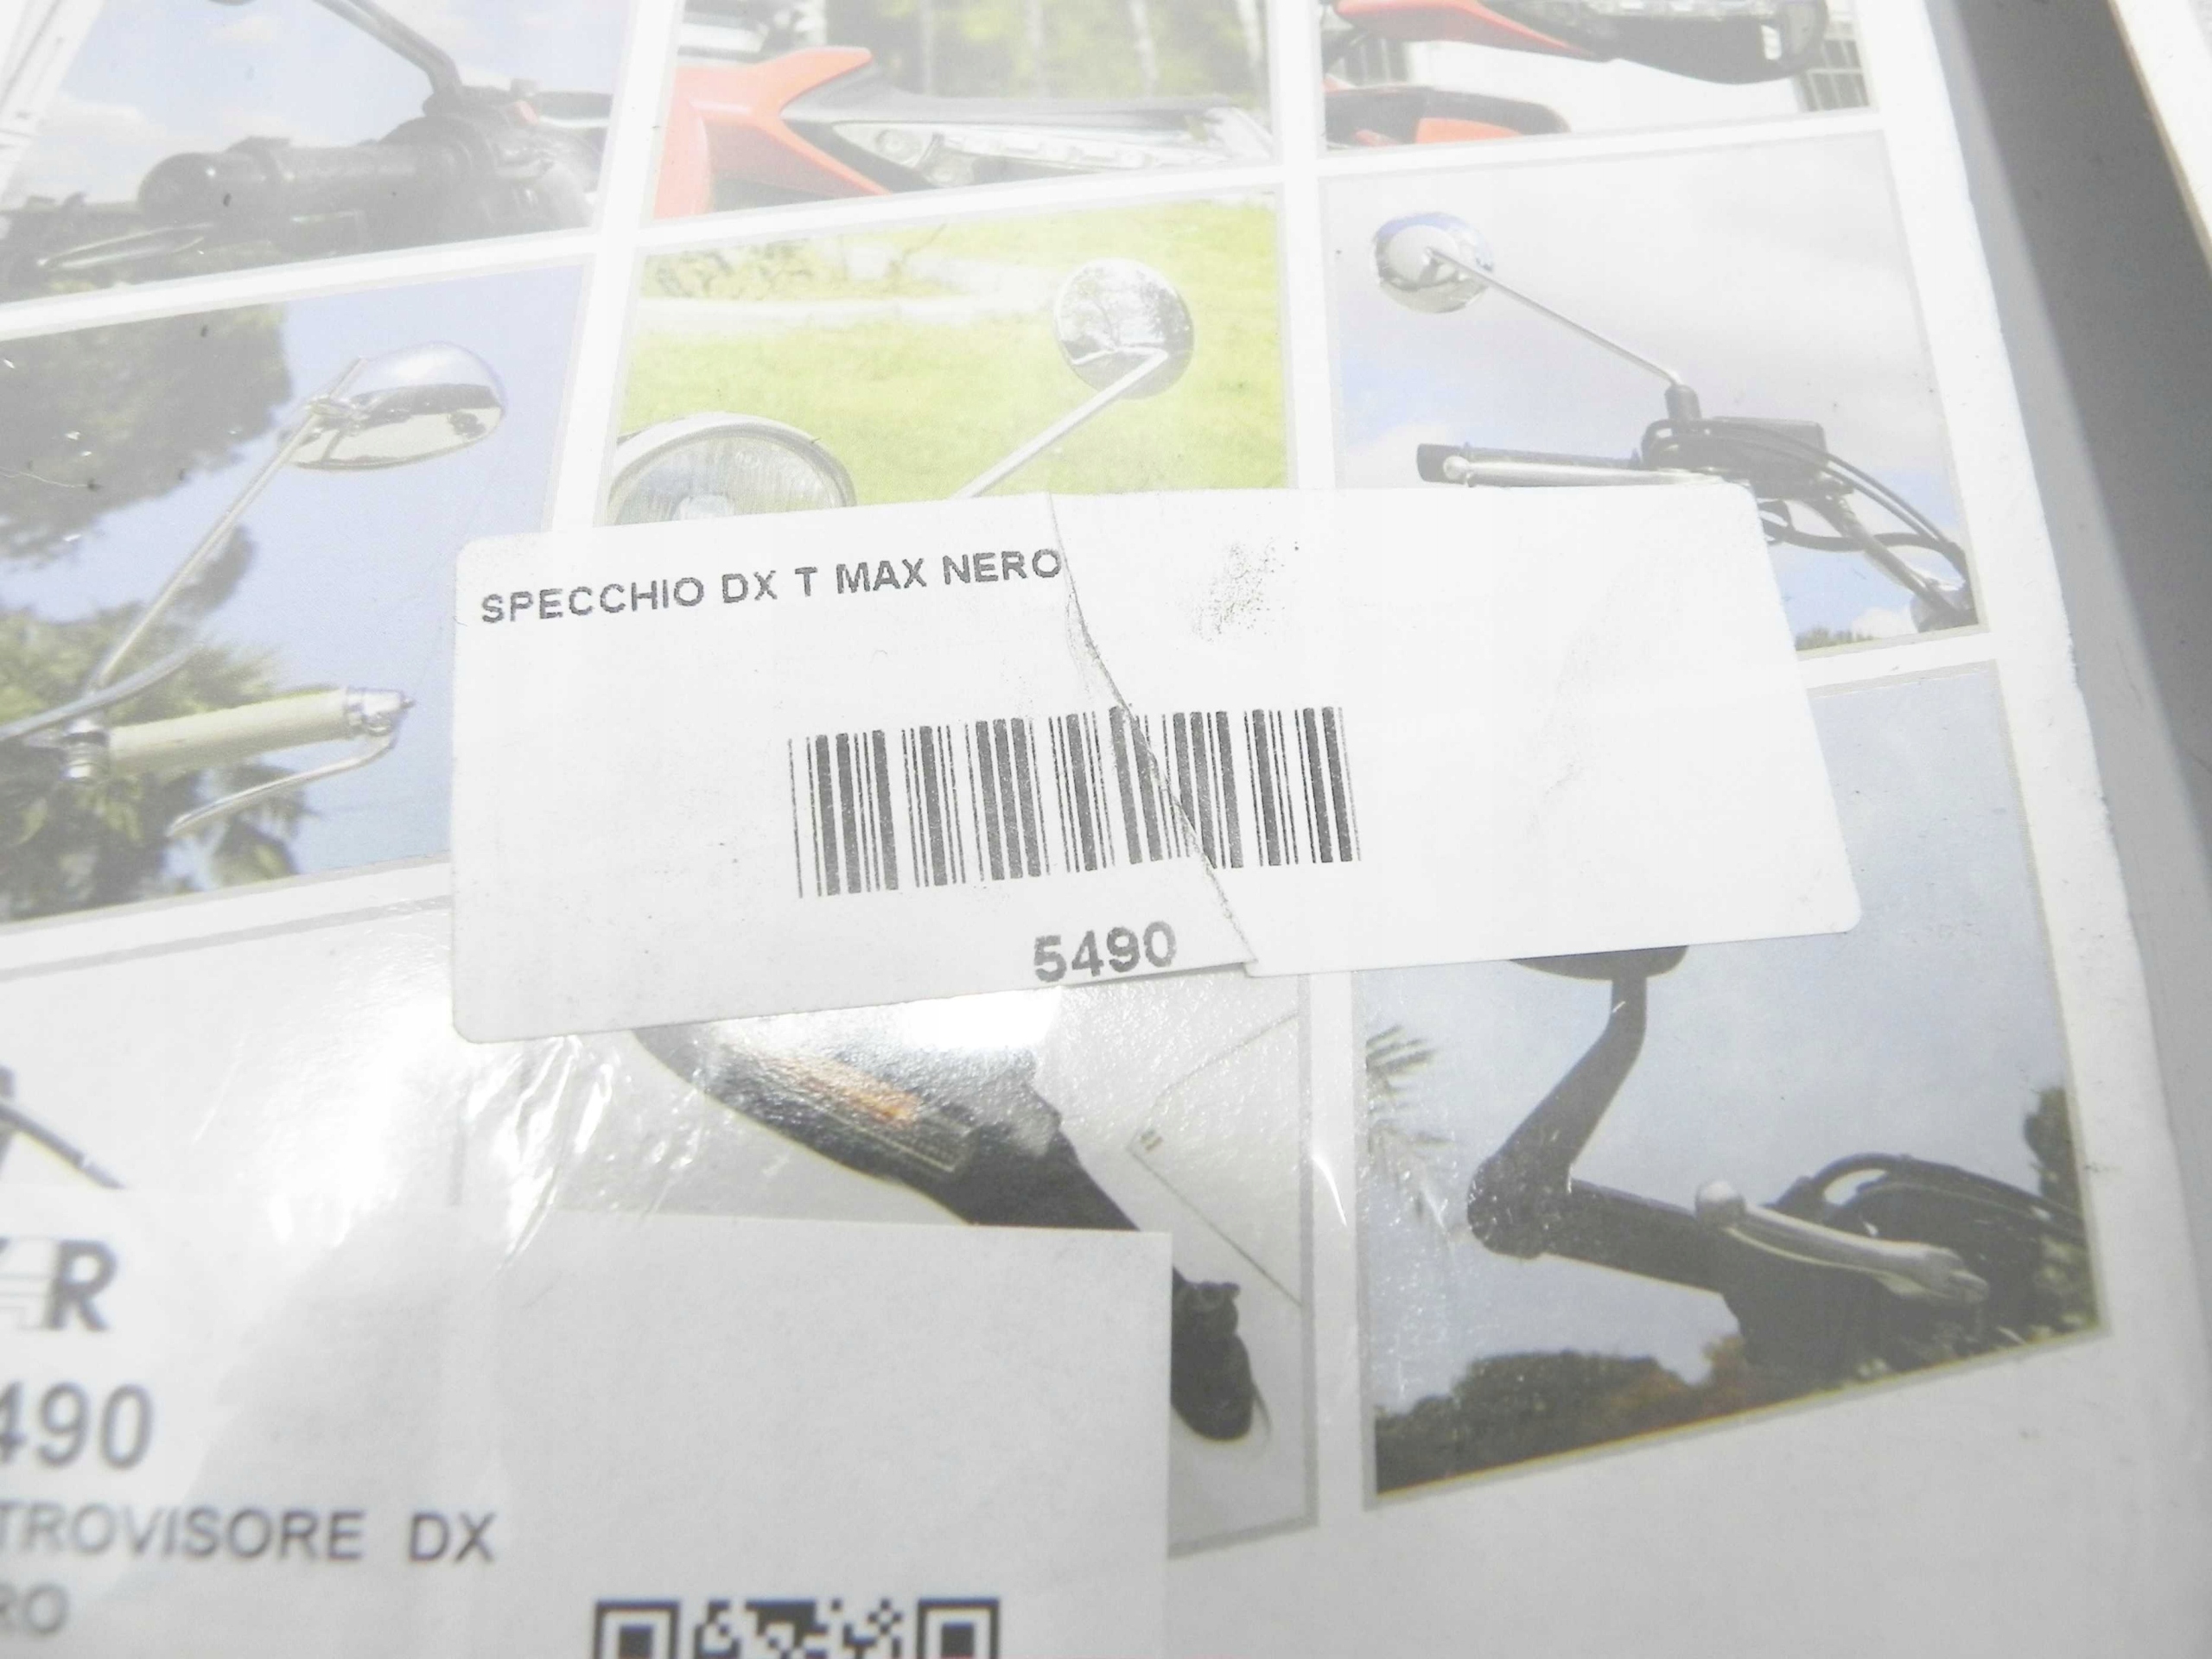 SPECCHIO DX T MAX NERO
5490
R
490
TROVISORE DX
RO